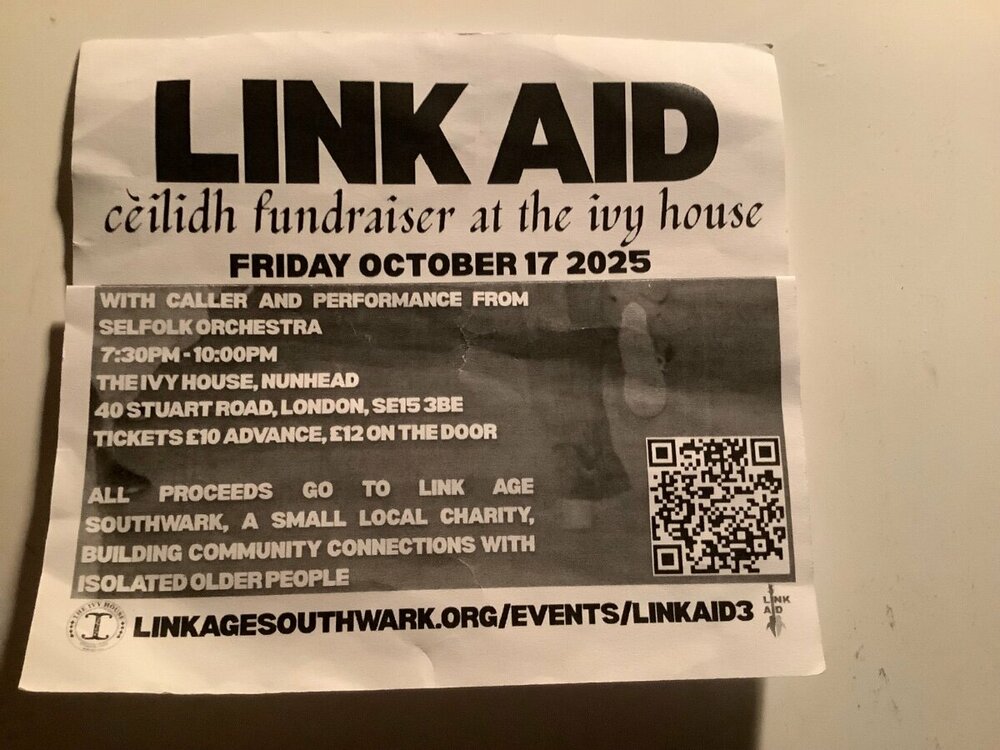 LINK AID
cèilidh fundraiser at the ivy house
FRIDAY OCTOBER 17 2025
WITH CALLER AND PERFORMANCE FROM
SELFOLK ORCHESTRA
7:30PM - 10:00PM
THE IVY HOUSE, NUNHEAD
40 STUART ROAD, LONDON, SE15 3BE
TICKETS £10 ADVANCE, £12 ON THE DOOR
ALL PROCEEDS GO TO LINK AGE
SOUTHWARK, A SMALL LOCAL CHARITY,
BUILDING COMMUNITY CONNECTIONS WITH
ISOLATED OLDER PEOPLE
THE IVY HOUSE
LINKAGESOUTHWARK.ORG/EVENTS/LINKAID3
LINK
AID